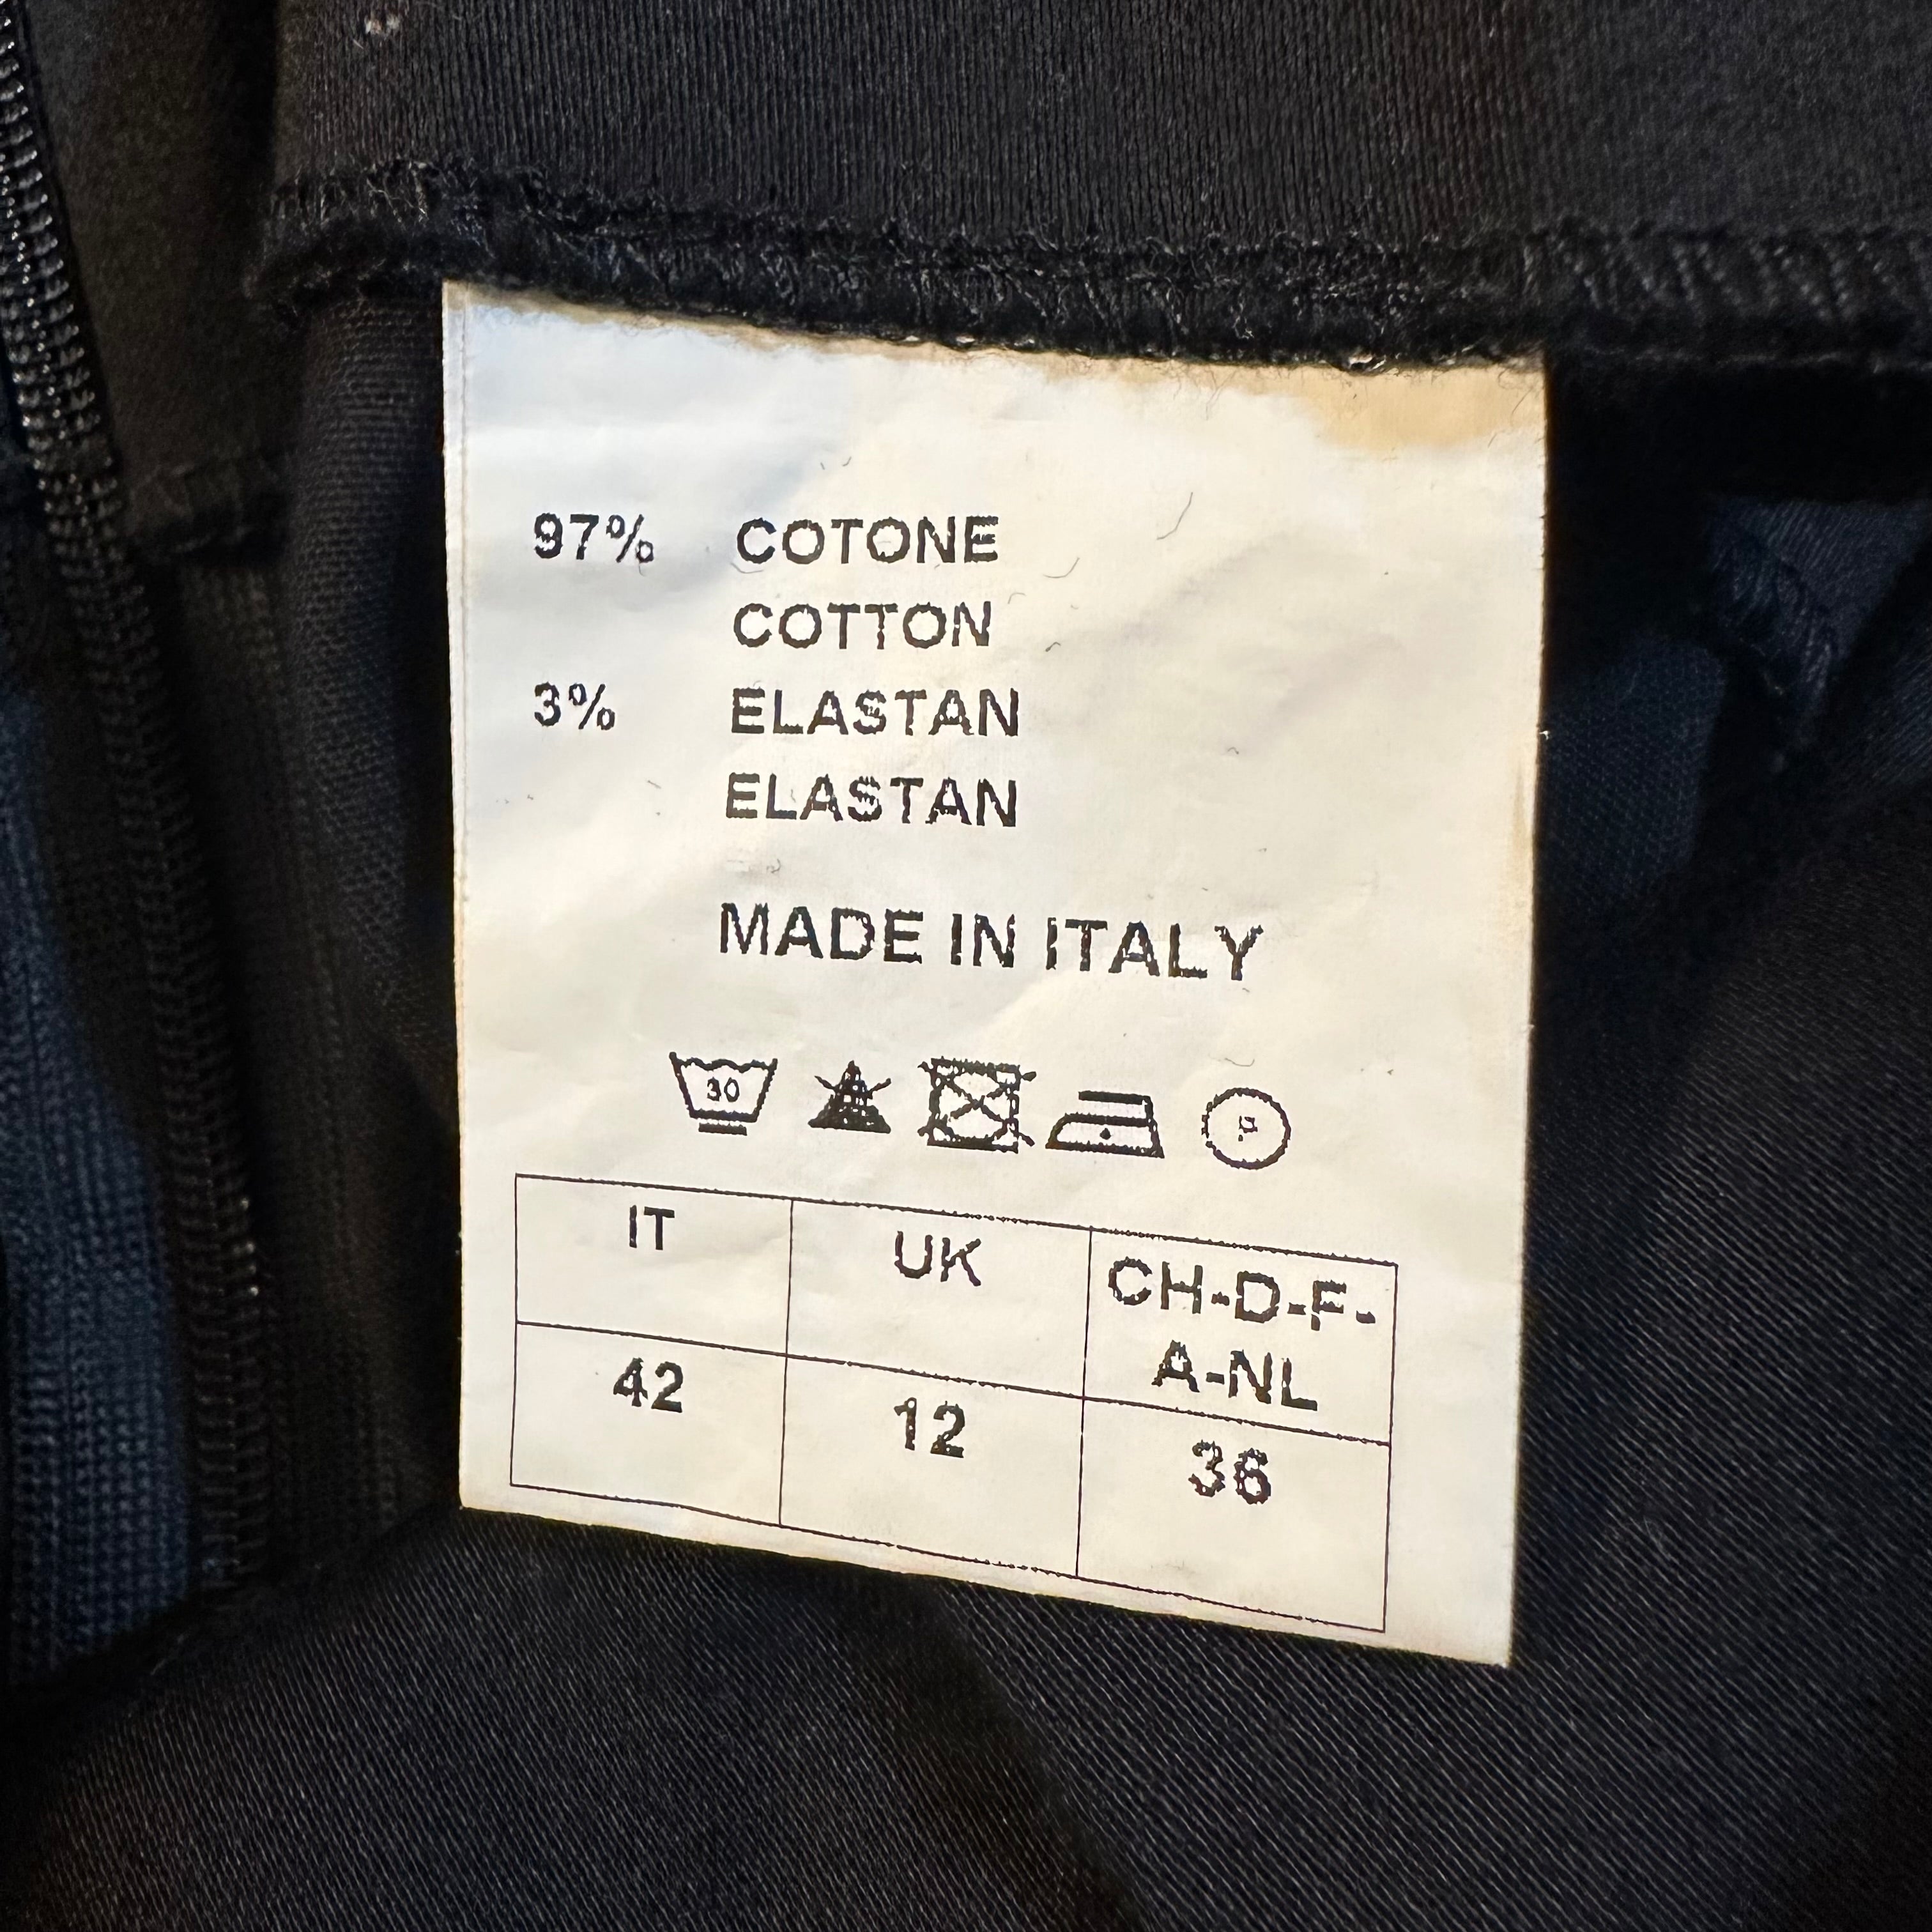 97% COTONE
COTTON
3% ELASTAN
ELASTAN
MADE IN ITALY
30 P
IT UK CH-D-F-
A-NL
42 12 36